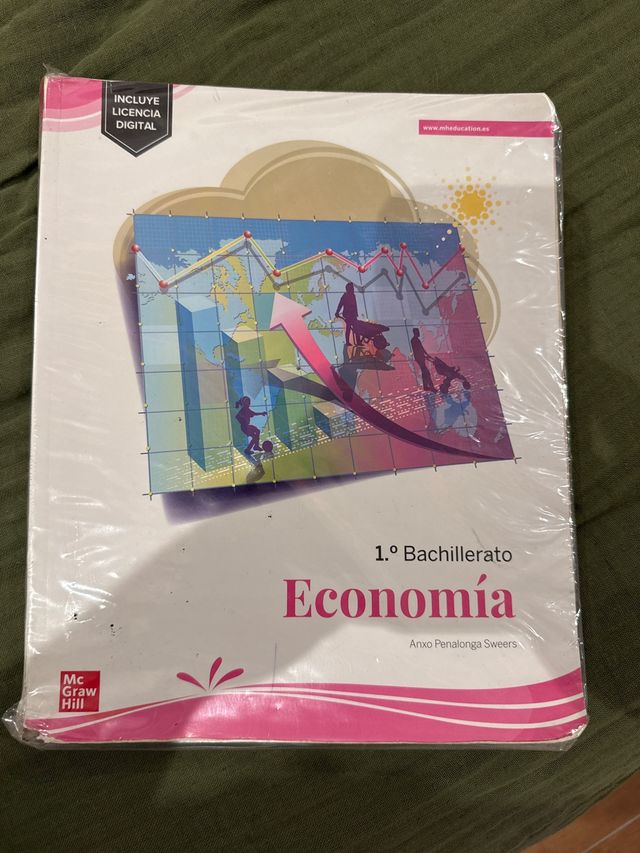 INCLUYE
LICENCIA
DIGITAL
www.mheducation.es
1.º Bachillerato
Economía
Anxo Penalonga Sweers
Mc
Graw
Hill